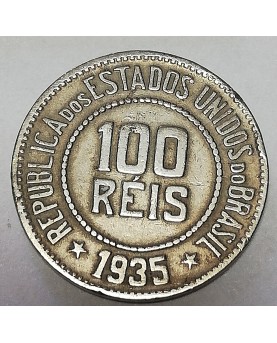 REPUBLICA DOS ESTADOS UNIDOS DO BRASIL
100
RÉIS
1935